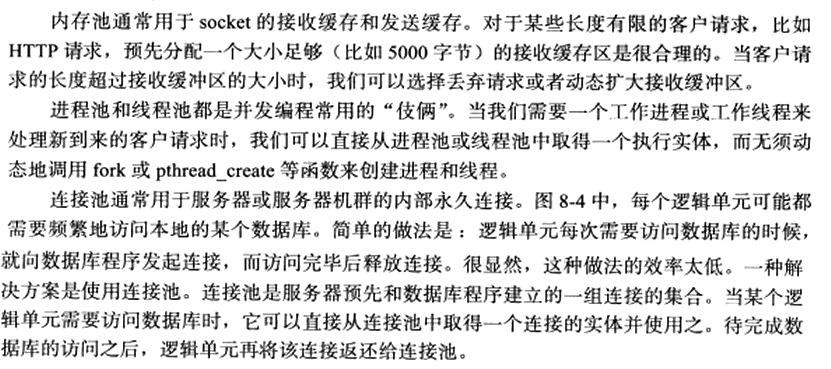 内存池通常用于 socket 的接收缓存和发送缓存。对于某些长度有限的客户请求，比如
HTTP 请求，预先分配一个大小足够（比如 5000 字节）的接收缓存区是很合理的。当客户请
求的长度超过接收缓冲区的大小时，我们可以选择丢弃请求或者动态扩大接收缓冲区。
进程池和线程池都是并发编程常用的“伎俩”。当我们需要一个工作进程或工作线程来
处理新到来的客户请求时，我们可以直接从进程池或线程池中取得一个执行实体，而无须动
态地调用 fork 或 pthread_create 等函数来创建进程和线程。
连接池通常用于服务器或服务器机群的内部永久连接。图 8-4 中，每个逻辑单元可能都
需要频繁地访问本地的某个数据库。简单的做法是：逻辑单元每次需要访问数据库的时候，
就向数据库程序发起连接，而访问完毕后释放连接。很显然，这种做法的效率太低。一种解
决方案是使用连接池。连接池是服务器预先和数据库程序建立的一组连接的集合。当某个逻
辑单元需要访问数据库时，它可以直接从连接池中取得一个连接的实体并使用之。待完成数
据库的访问之后，逻辑单元再将该连接返还给连接池。